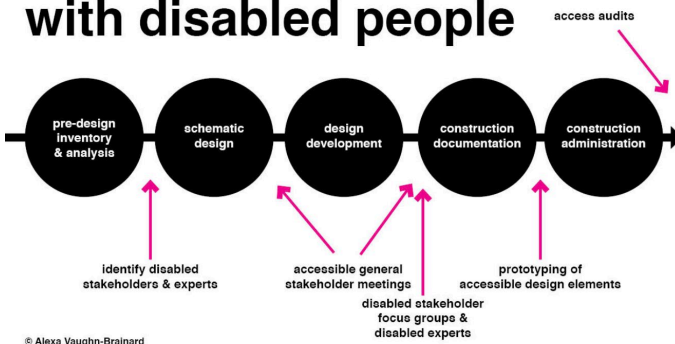 with disabled people
access audits
pre-design
inventory
& analysis
schematic
design
design
development
construction
documentation
construction
administration
identify disabled
stakeholders & experts
accessible general
stakeholder meetings
disabled stakeholder
focus groups &
disabled experts
prototyping of
accessible design elements
© Alexa Vaughn-Brainard